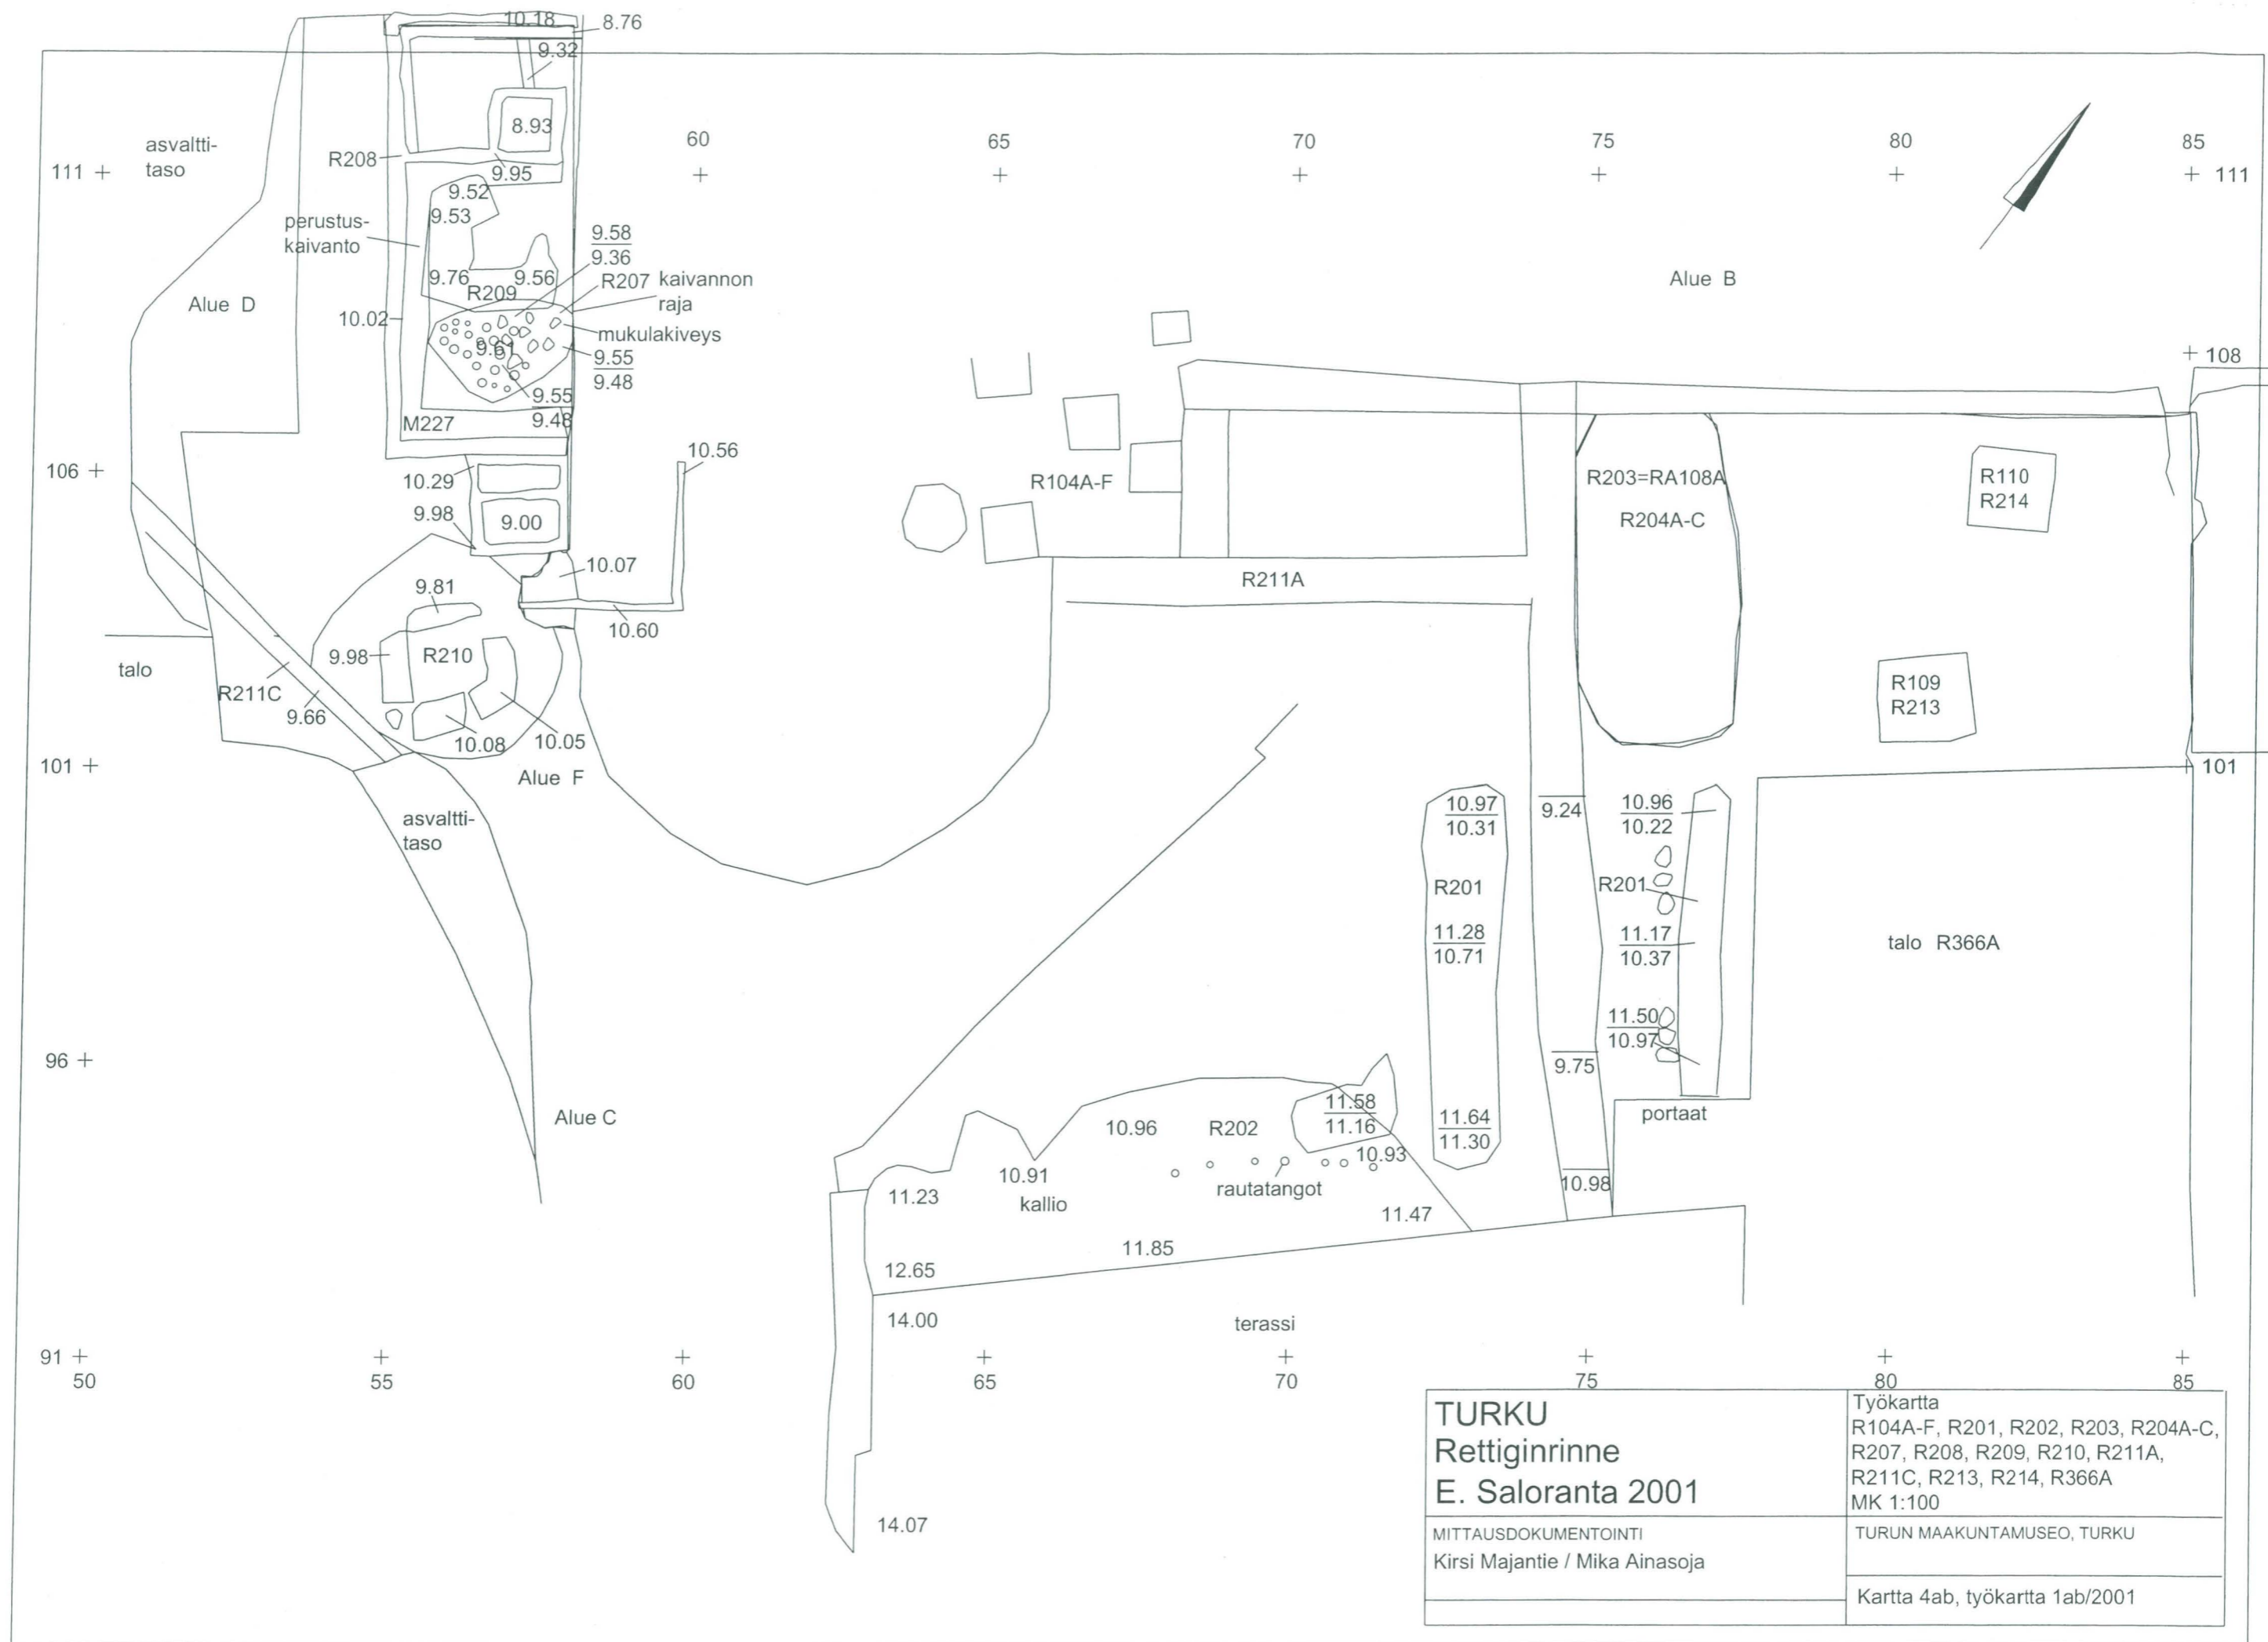 10.18
8.76
9.32
8.93
60
65
70
75
80
85
asvaltti-
taso
R208
111
111
9.95
9.52
9.53
perustus-
kaivanto
9.58
9.36
9.76
9.56
R207
kaivannon
raja
R209
Alue B
Alue D
10.02
mukulakiveys
9.61
9.55
9.48
108
9.55
9.48
M227
10.56
106
10.29
R104A-F
R203=RA108A
R110
R214
9.98
9.00
R204A-C
10.07
R211A
9.81
10.60
9.98
R210
talo
R211C
9.66
R109
R213
10.08
10.05
101
Alue F
101
asvaltti-
taso
10.97
10.31
9.24
10.96
10.22
R201
R201
11.28
10.71
11.17
10.37
talo R366A
11.50
10.97
96
9.75
Alue C
11.58
11.16
11.64
11.30
portaat
10.96
R202
10.93
10.91
kallio
rautatangot
10.98
11.23
11.47
11.85
12.65
14.00
terassi
91
50
55
60
65
70
75
80
85
14.07
TURKU
Rettiginrinne
E. Saloranta 2001
Työkartta
R104A-F, R201, R202, R203, R204A-C,
R207, R208, R209, R210, R211A,
R211C, R213, R214, R366A
MK 1:100
MITTAUSDOKUMENTOINTI
Kirsi Majantie / Mika Ainasoja
TURUN MAAKUNTAMUSEO, TURKU
Kartta 4ab, työkartta 1ab/2001